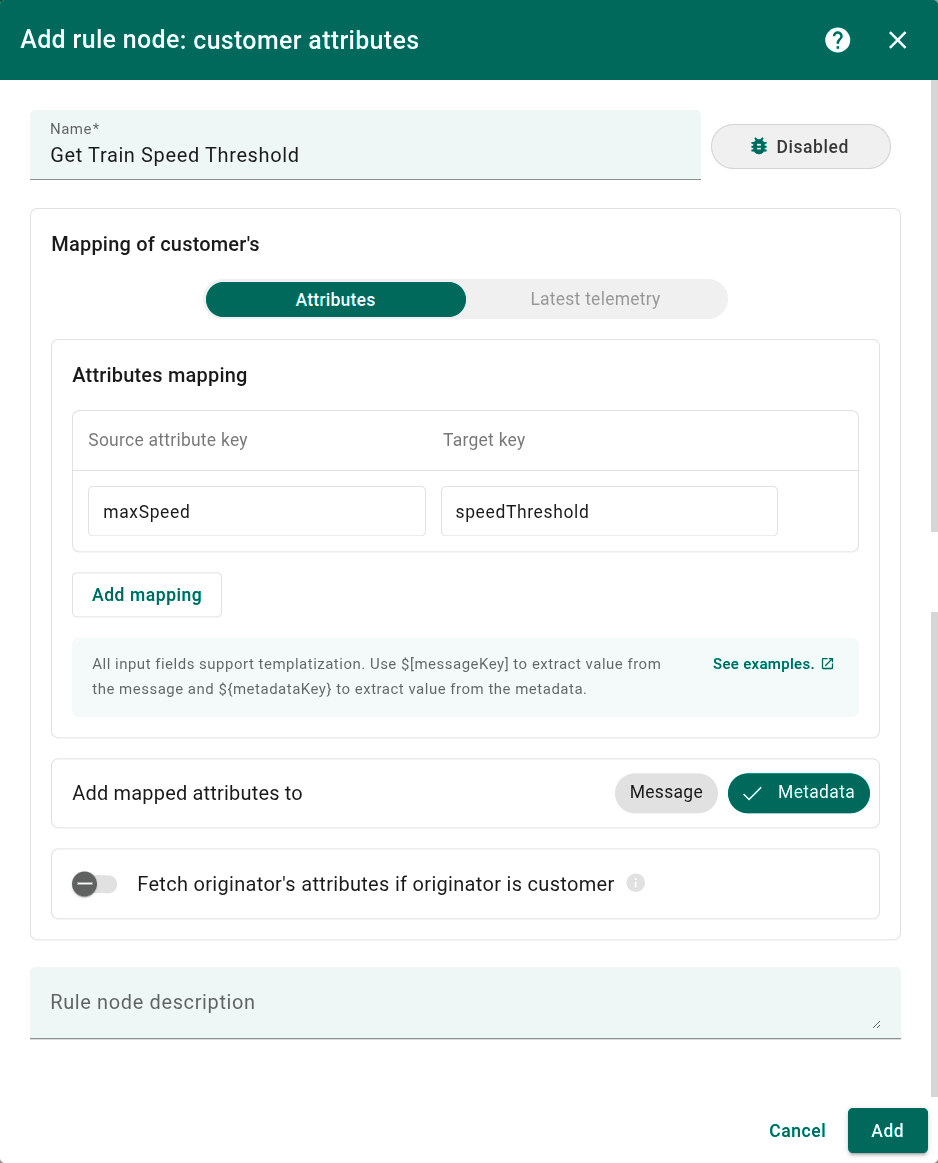 Add rule node: customer attributes
Name*
Get Train Speed Threshold
Disabled
Mapping of customer's
Attributes
Latest telemetry
Attributes mapping
Source attribute key
Target key
maxSpeed
speedThreshold
Add mapping
All input fields support templatization. Use $[messageKey] to extract value from
the message and ${metadataKey} to extract value from the metadata.
See examples.
Add mapped attributes to
Message
Metadata
Fetch originator's attributes if originator is customer
Rule node description
Cancel
Add